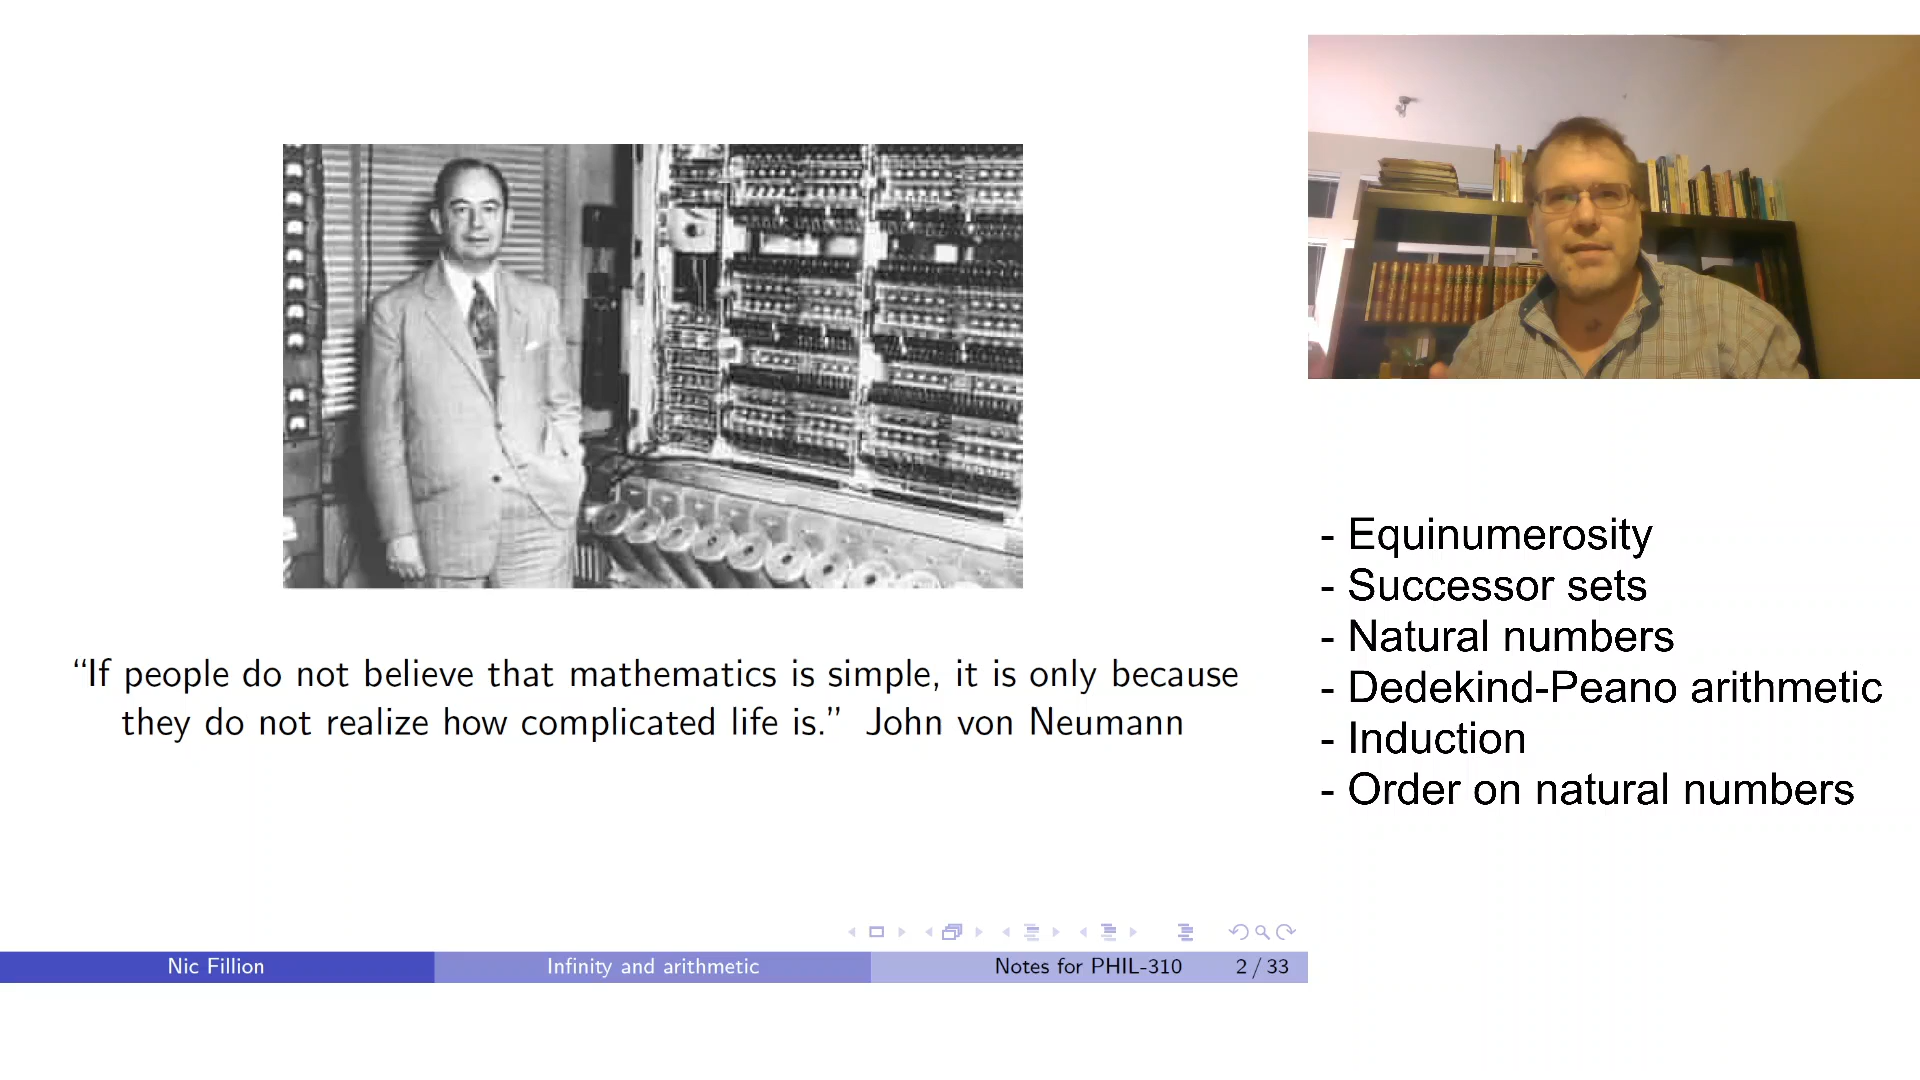 “If people do not believe that mathematics is simple, it is only because
they do not realize how complicated life is.” John von Neumann
- Equinumerosity
- Successor sets
- Natural numbers
- Dedekind-Peano arithmetic
- Induction
- Order on natural numbers
Nic Fillion Infinity and arithmetic Notes for PHIL-310 2 / 33